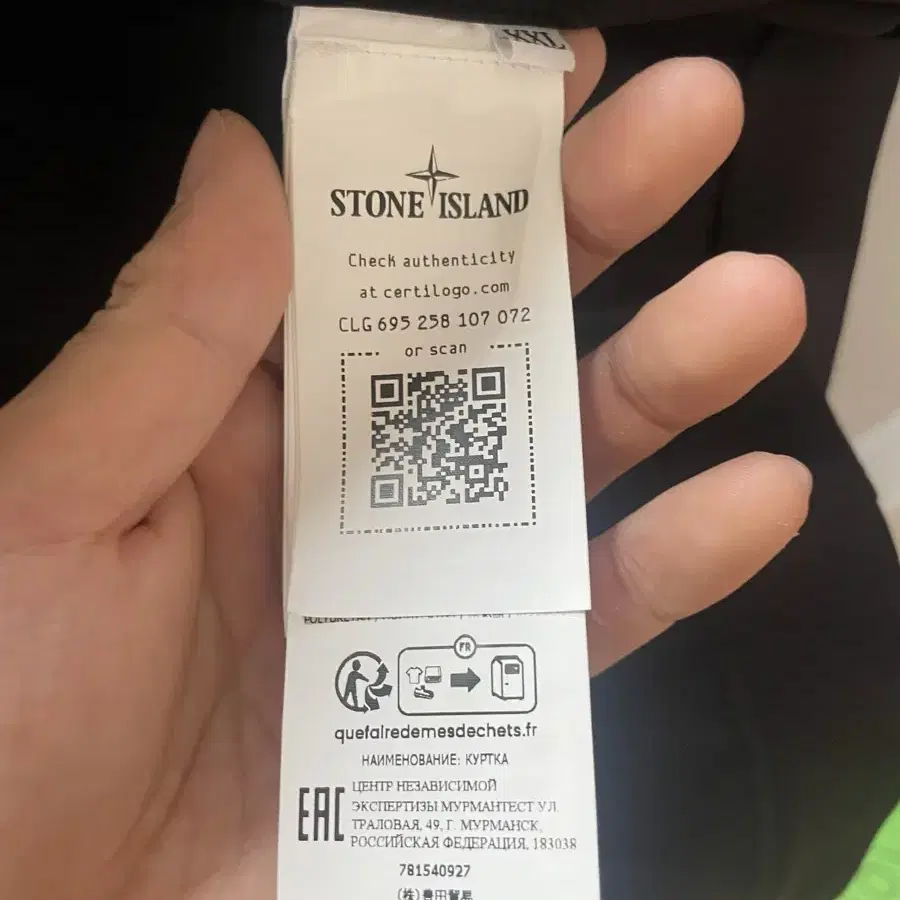 XXL
STONE ISLAND
Check authenticity
at certilogo.com
CLG 695 258 107 072
or scan
FR
quefairedemesdechets.fr
НАИМЕНОВАНИЕ: КУРТКА
EAC
ЦЕНТР НЕЗАВИСИМОЙ
ЭКСПЕРТИЗЫ МУРМАНТЕСТ УЛ.
ТРАЛОВАЯ, 49, Г. МУРМАНСК,
РОССИЙСКАЯ ФЕДЕРАЦИЯ, 183038
781540927
(株)豊田貿易